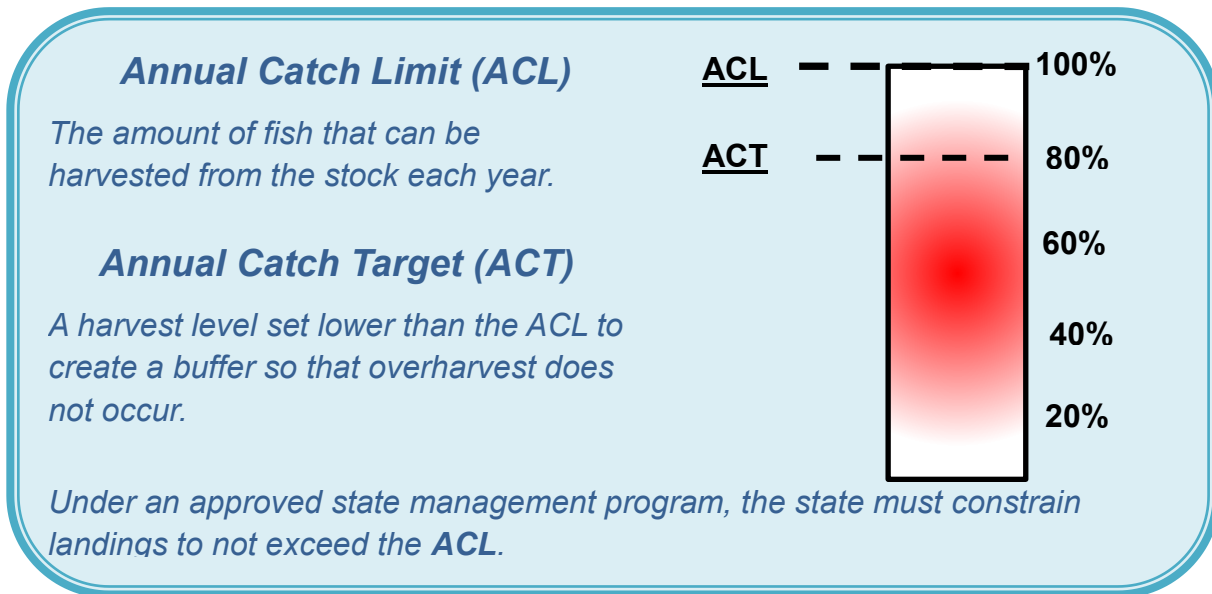 Annual Catch Limit (ACL)
The amount of fish that can be
harvested from the stock each year.
Annual Catch Target (ACT)
A harvest level set lower than the ACL to
create a buffer so that overharvest does
not occur.
Under an approved state management program, the state must constrain
landings to not exceed the ACL.
ACL
100%
ACT
80%
60%
40%
20%